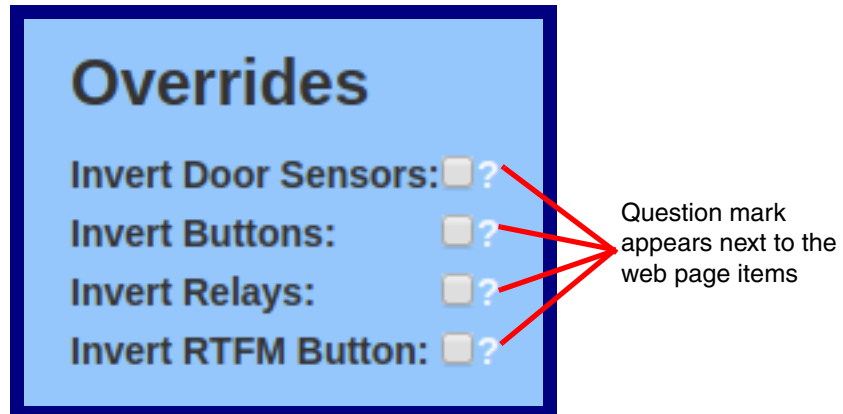 Overrides
Invert Door Sensors: ?
Invert Buttons: ?
Invert Relays: ?
Invert RTFM Button: ?
Question mark
appears next to the
web page items